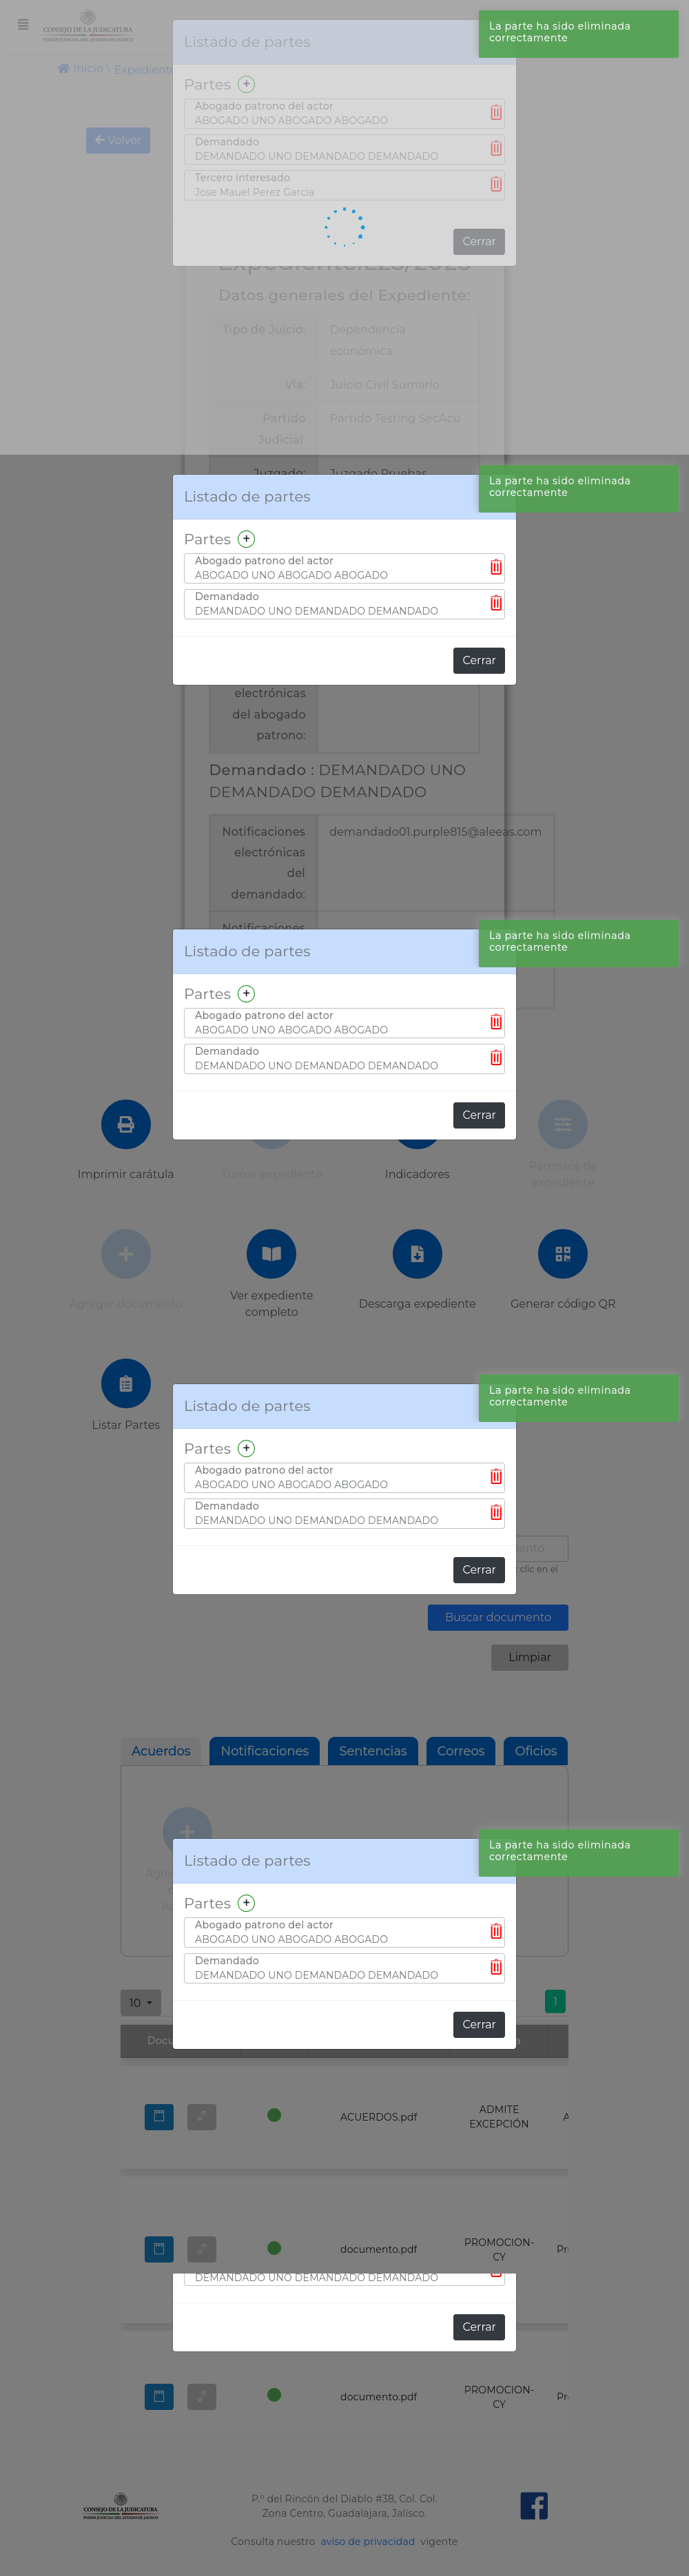 CONSEJO DE LA JUDICATURA
PODER JUDICIAL DEL ESTADO DE JALISCO
Inicio \ Expediente
Volver
La parte ha sido eliminada
correctamente
Listado de partes
Partes +
Abogado patrono del actor
ABOGADO UNO ABOGADO ABOGADO
Demandado
DEMANDADO UNO DEMANDADO DEMANDADO
Tercero interesado
Jose Mauel Perez Garcia
Cerrar
Datos generales del Expediente:
Tipo de Juicio: Dependencia
económica
Vía: Juicio Civil Sumario
Partido Partido Testing SecAcu
Judicial:
Juzgado: Juzgado Pruebas
La parte ha sido eliminada
correctamente
Listado de partes
Partes +
Abogado patrono del actor
ABOGADO UNO ABOGADO ABOGADO
Demandado
DEMANDADO UNO DEMANDADO DEMANDADO
Cerrar
electrónicas
del abogado
patrono:
Demandado : DEMANDADO UNO
DEMANDADO DEMANDADO
Notificaciones demandado01.purple815@aleeas.com
electrónicas
del
demandado:
Notificaciones
La parte ha sido eliminada
correctamente
Listado de partes
Partes +
Abogado patrono del actor
ABOGADO UNO ABOGADO ABOGADO
Demandado
DEMANDADO UNO DEMANDADO DEMANDADO
Cerrar
Imprimir carátula
Turnar expediente
Indicadores
Permisos de
expediente
Agregar documento
Ver expediente
completo
Descarga expediente
Generar código QR
Listar Partes
La parte ha sido eliminada
correctamente
Listado de partes
Partes +
Abogado patrono del actor
ABOGADO UNO ABOGADO ABOGADO
Demandado
DEMANDADO UNO DEMANDADO DEMANDADO
Cerrar
clic en el
Buscar documento
Limpiar
Acuerdos Notificaciones Sentencias Correos Oficios
La parte ha sido eliminada
correctamente
Listado de partes
Partes +
Abogado patrono del actor
ABOGADO UNO ABOGADO ABOGADO
Demandado
DEMANDADO UNO DEMANDADO DEMANDADO
Cerrar
10
1
ACUERDOS.pdf
ADMITE
EXCEPCIÓN
documento.pdf
PROMOCION-
CY
DEMANDADO UNO DEMANDADO DEMANDADO
Cerrar
documento.pdf
PROMOCION-
CY
CONSEJO DE LA JUDICATURA
PODER JUDICIAL DEL ESTADO DE JALISCO
P.º del Rincón del Diablo #38, Col. Col.
Zona Centro, Guadalajara, Jalisco.
Consulta nuestro aviso de privacidad vigente